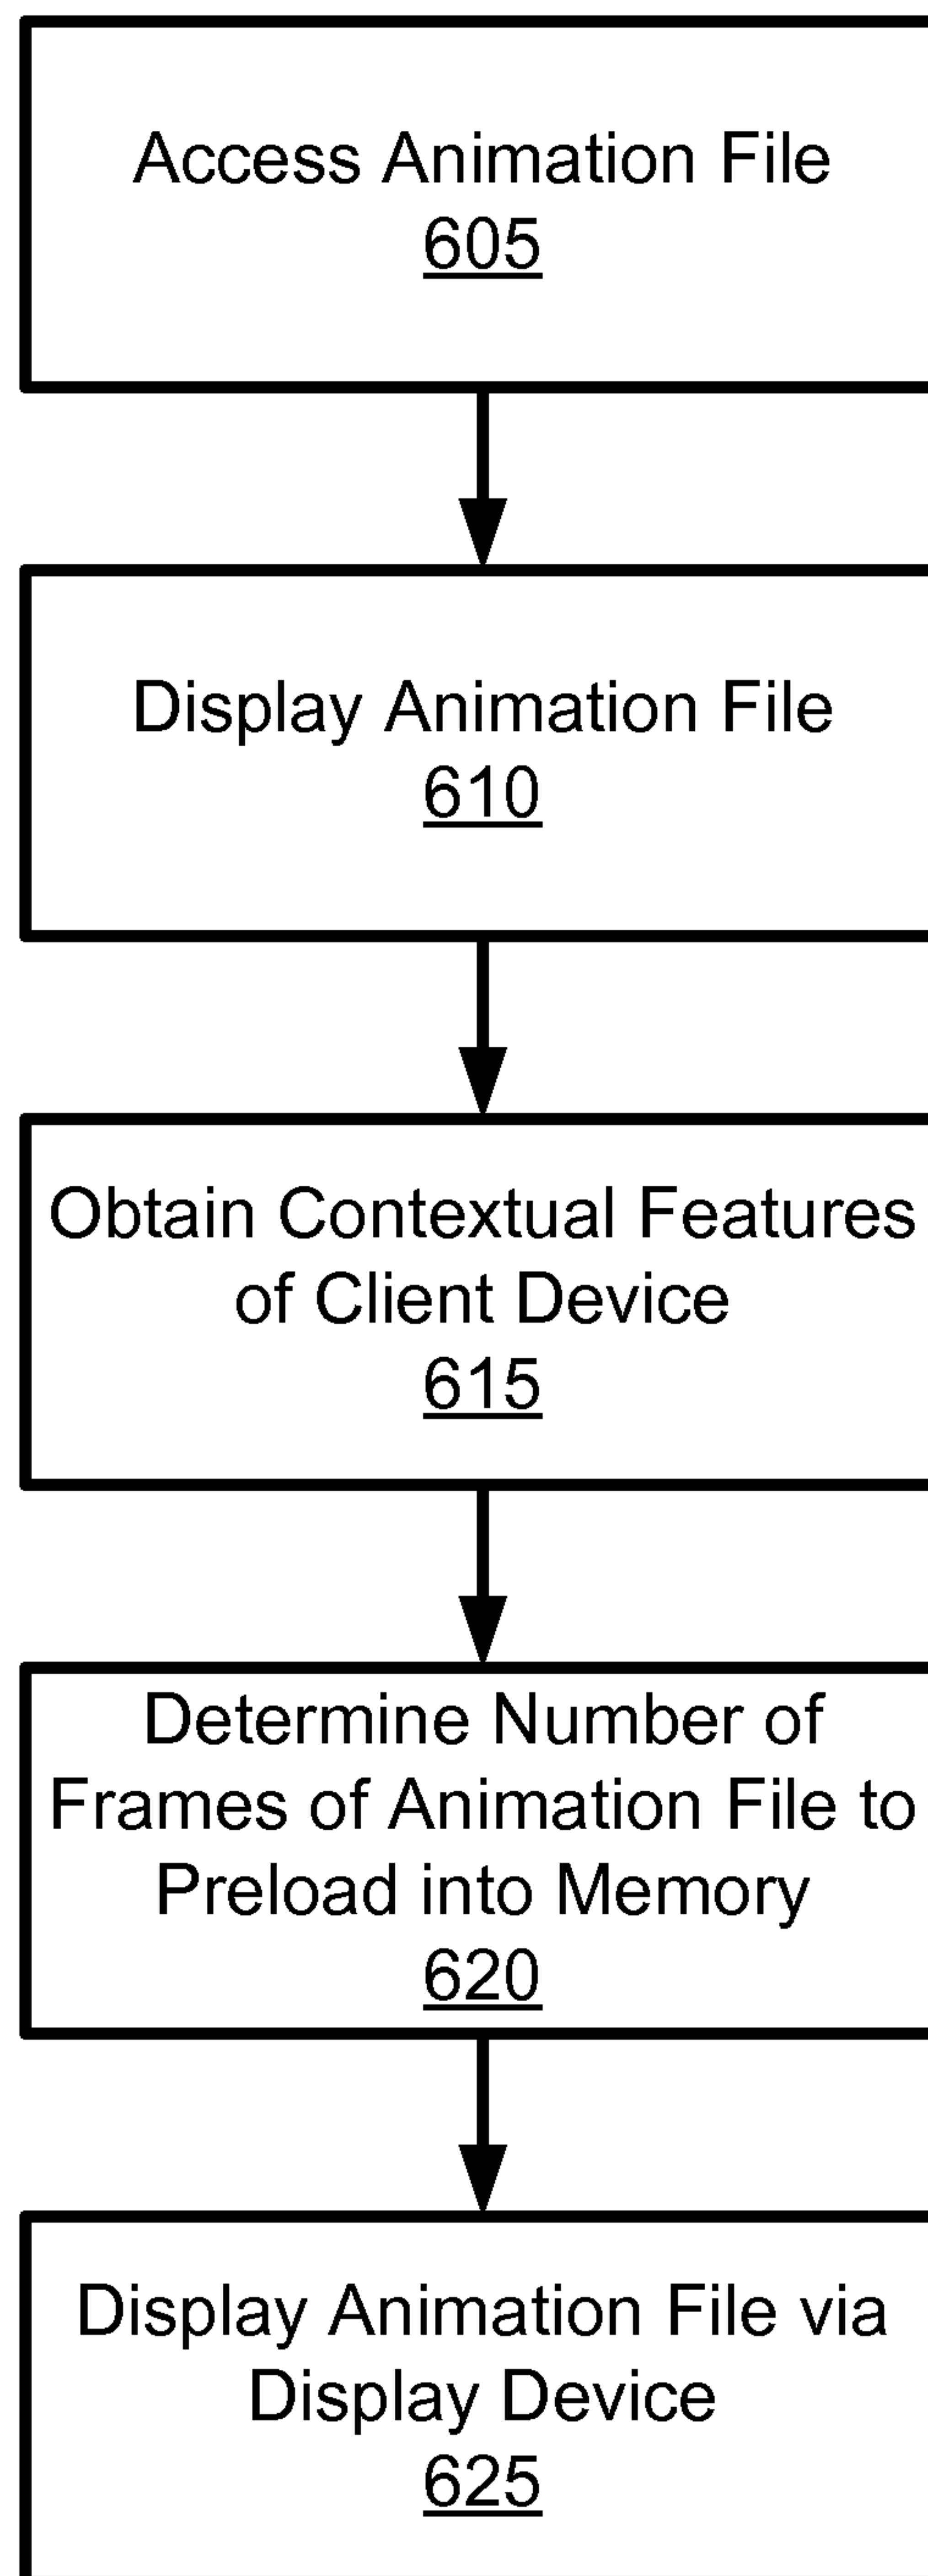 Access Animation File
605
Display Animation File
610
Obtain Contextual Features
of Client Device
615
Determine Number of
Frames of Animation File to
Preload into Memory
620
Display Animation File via
Display Device
625